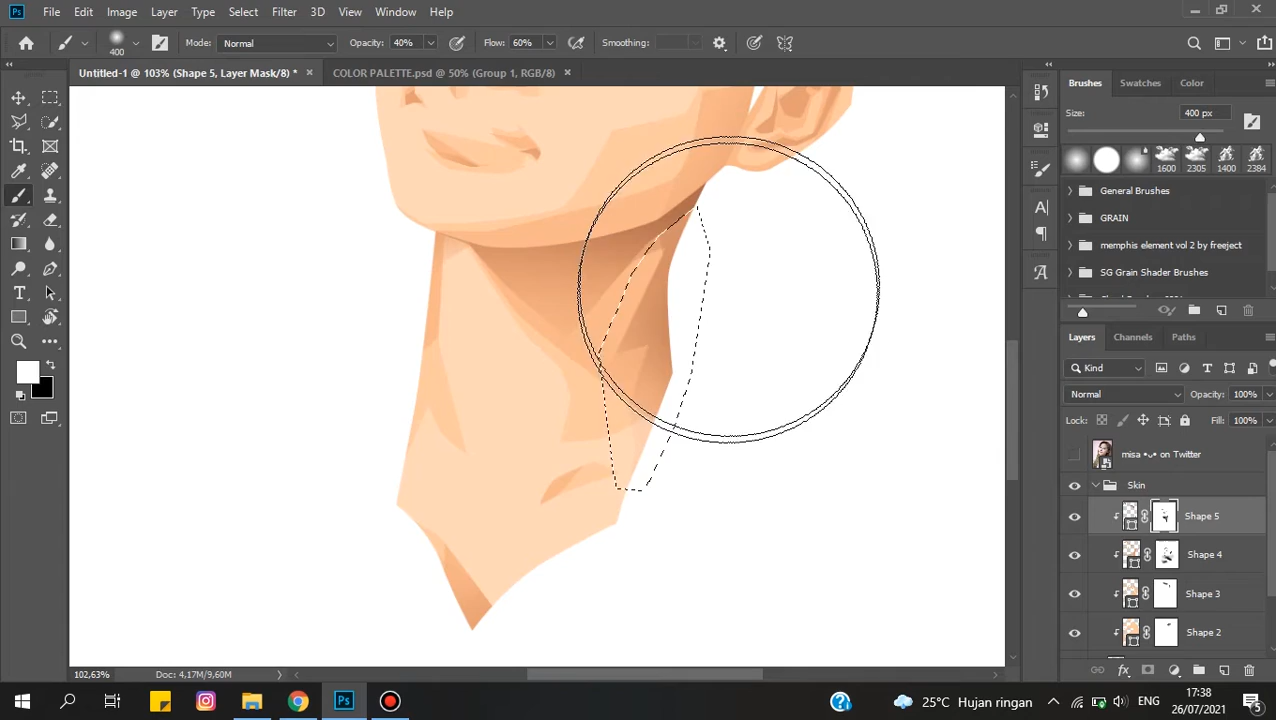 Ps File Edit Image Layer Type Select Filter 3D View Window Help
400 Mode: Normal Opacity: 40% Flow: 60% Smoothing:
Untitled-1 @ 103% (Shape 5, Layer Mask/8) * COLOR PALETTE.psd @ 50% (Group 1, RGB/8)
Brushes Swatches Color
Size: 400 px
1600 2305 1400 2384
General Brushes
GRAIN
memphis element vol 2 by freeject
SG Grain Shader Brushes
Layers Channels Paths
Kind
Normal Opacity: 100%
Lock: Fill: 100%
misa •ᴗ• on Twitter
Skin
Shape 5
Shape 4
Shape 3
Shape 2
102,63% Doc: 4,17M/9,60M
Ps 25°C Hujan ringan ENG 17:38
26/07/2021 5